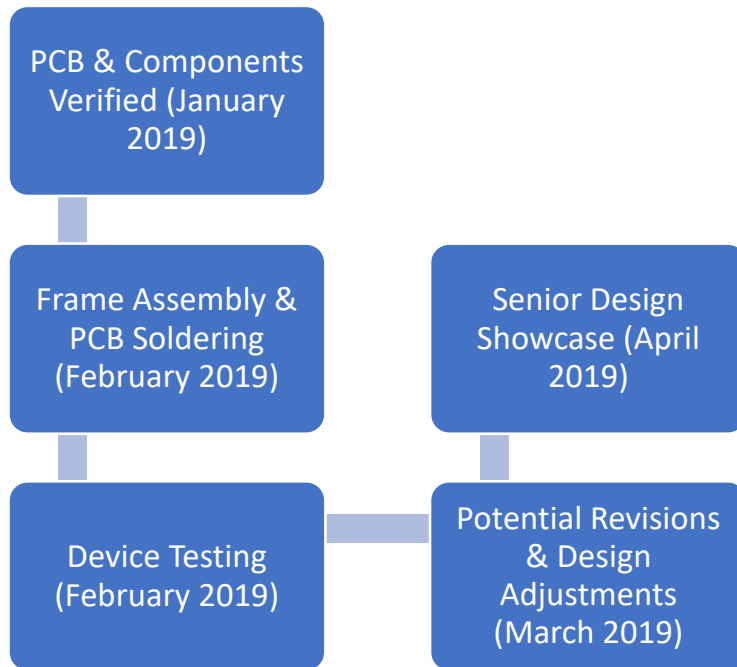 PCB & Components
Verified (January
2019)
Frame Assembly &
PCB Soldering
(February 2019)
Device Testing
(February 2019)
Potential Revisions
& Design
Adjustments
(March 2019)
Senior Design
Showcase (April
2019)